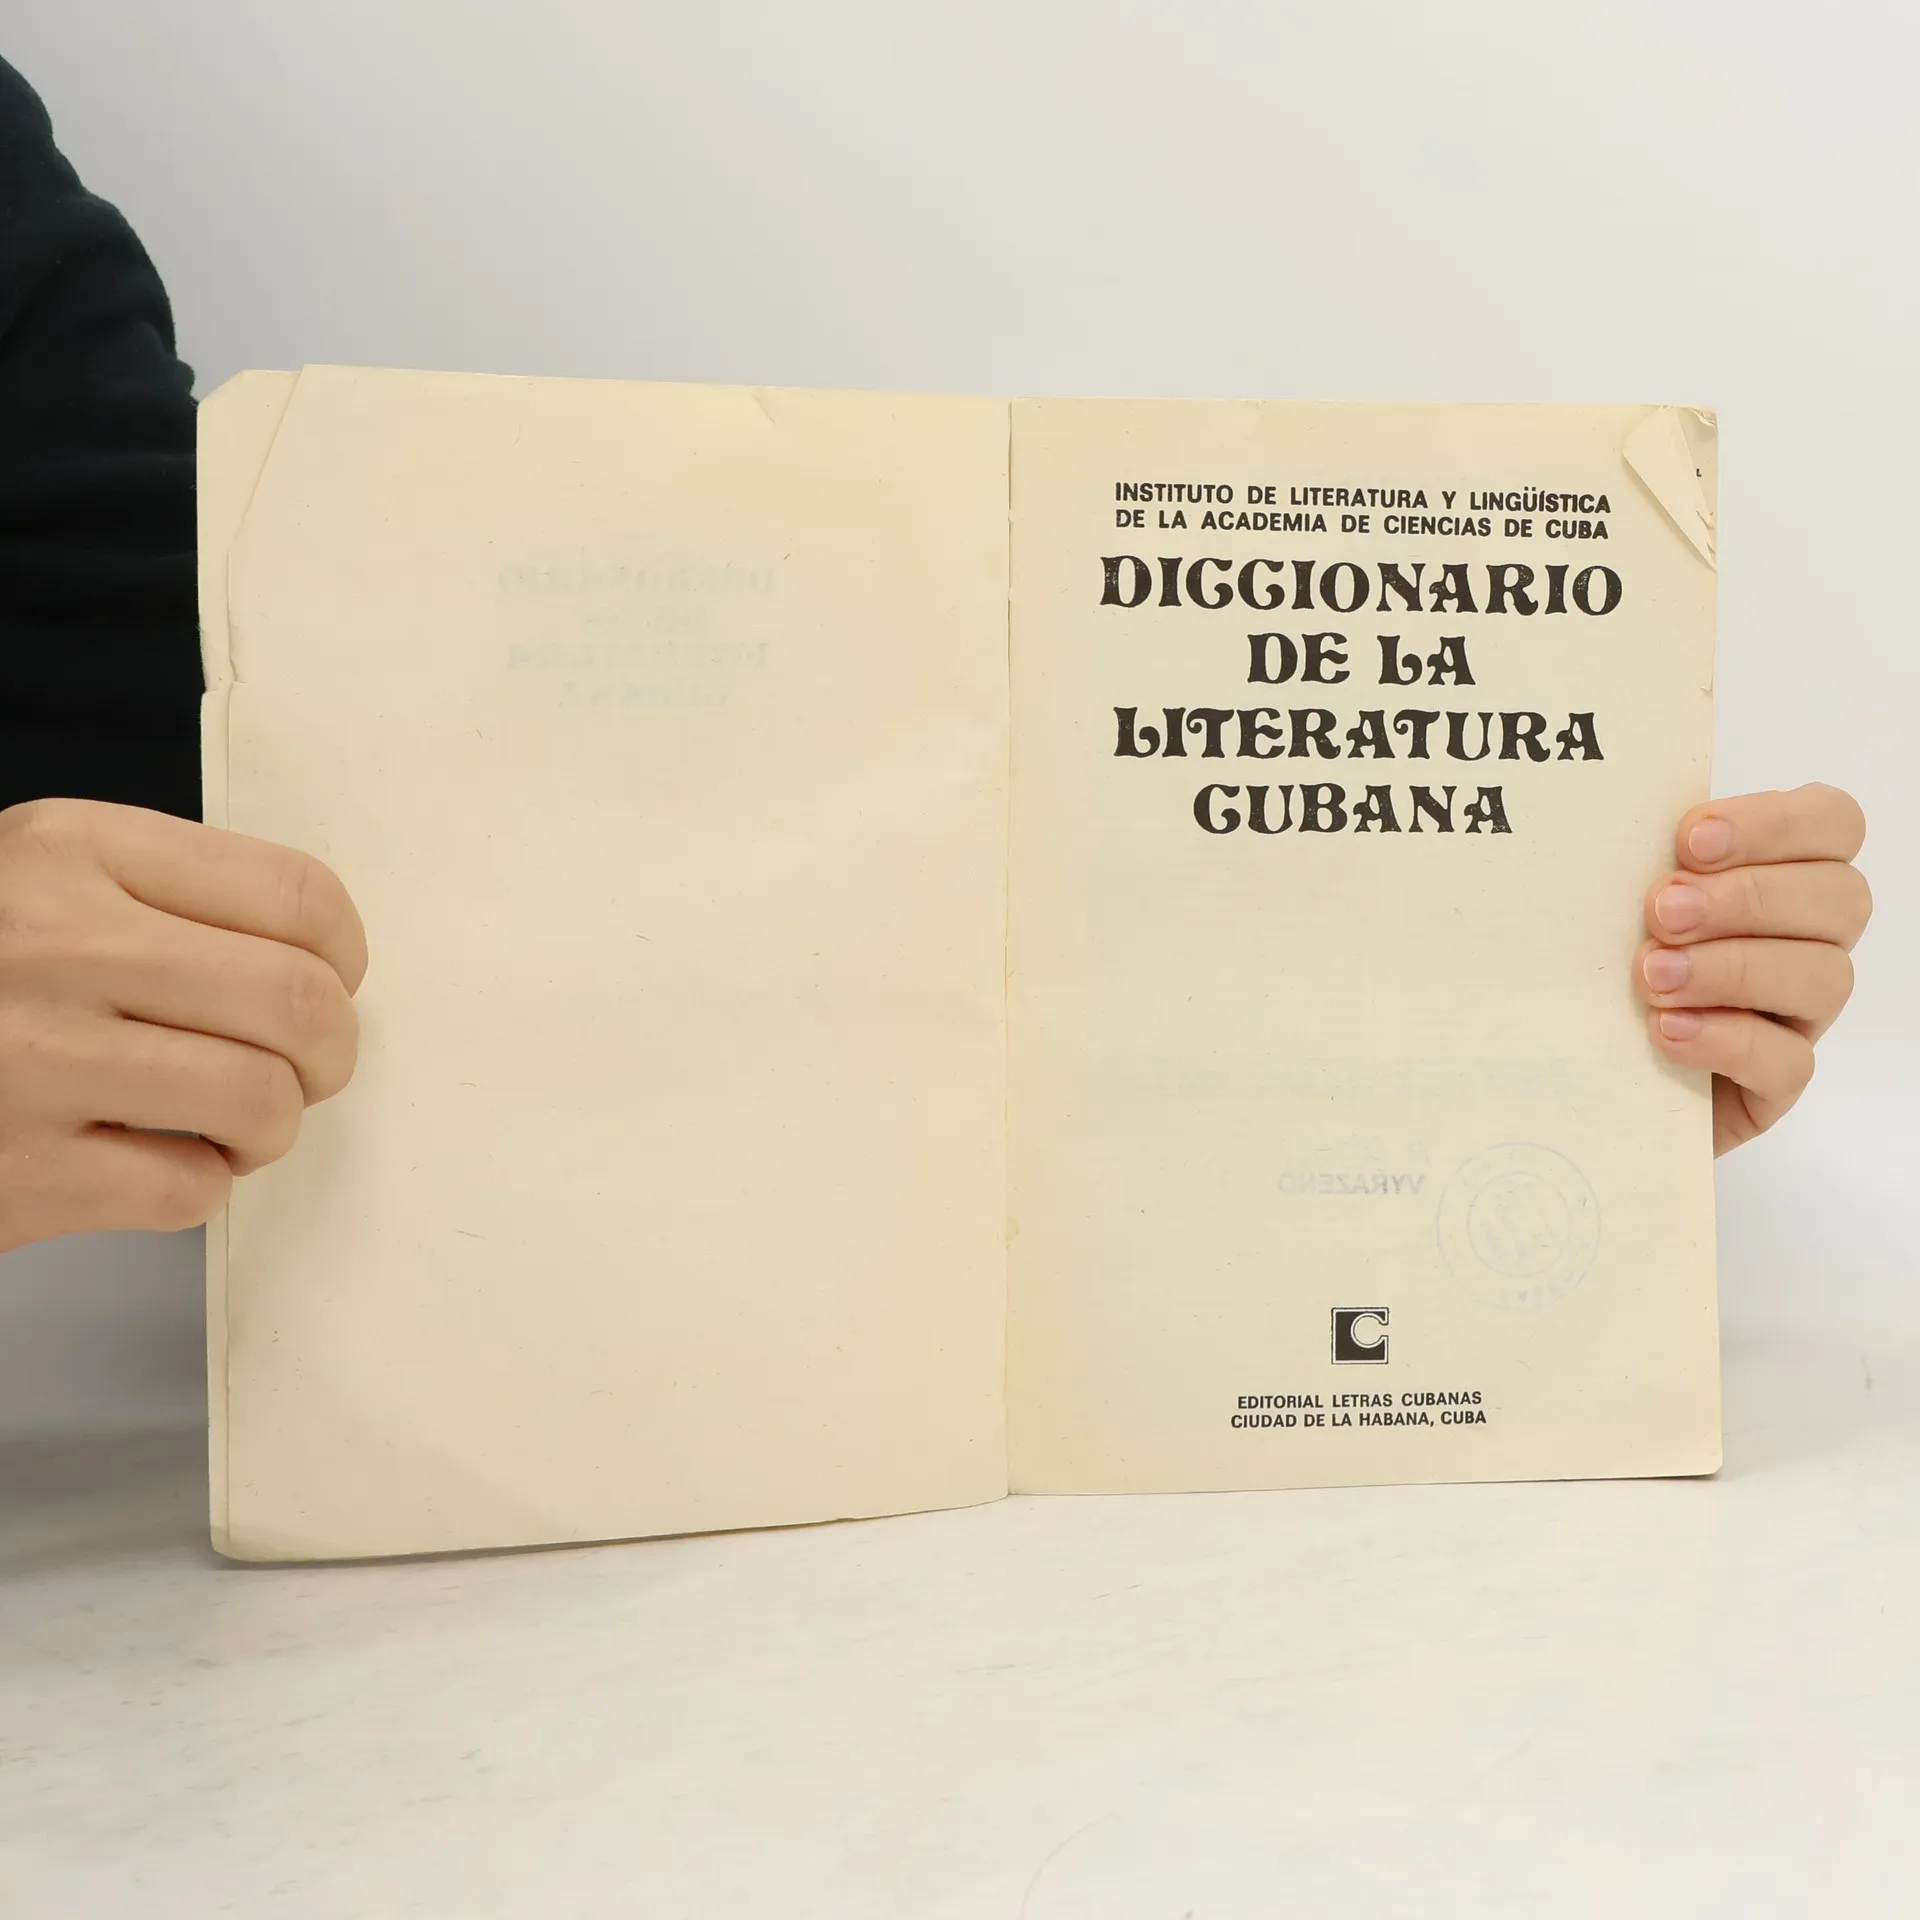 INSTITUTO DE LITERATURA Y LINGÜÍSTICA
DE LA ACADEMIA DE CIENCIAS DE CUBA
DICCIONARIO
DE LA
LITERATURA
CUBANA
VYŘAZENO
EDITORIAL LETRAS CUBANAS
CIUDAD DE LA HABANA, CUBA